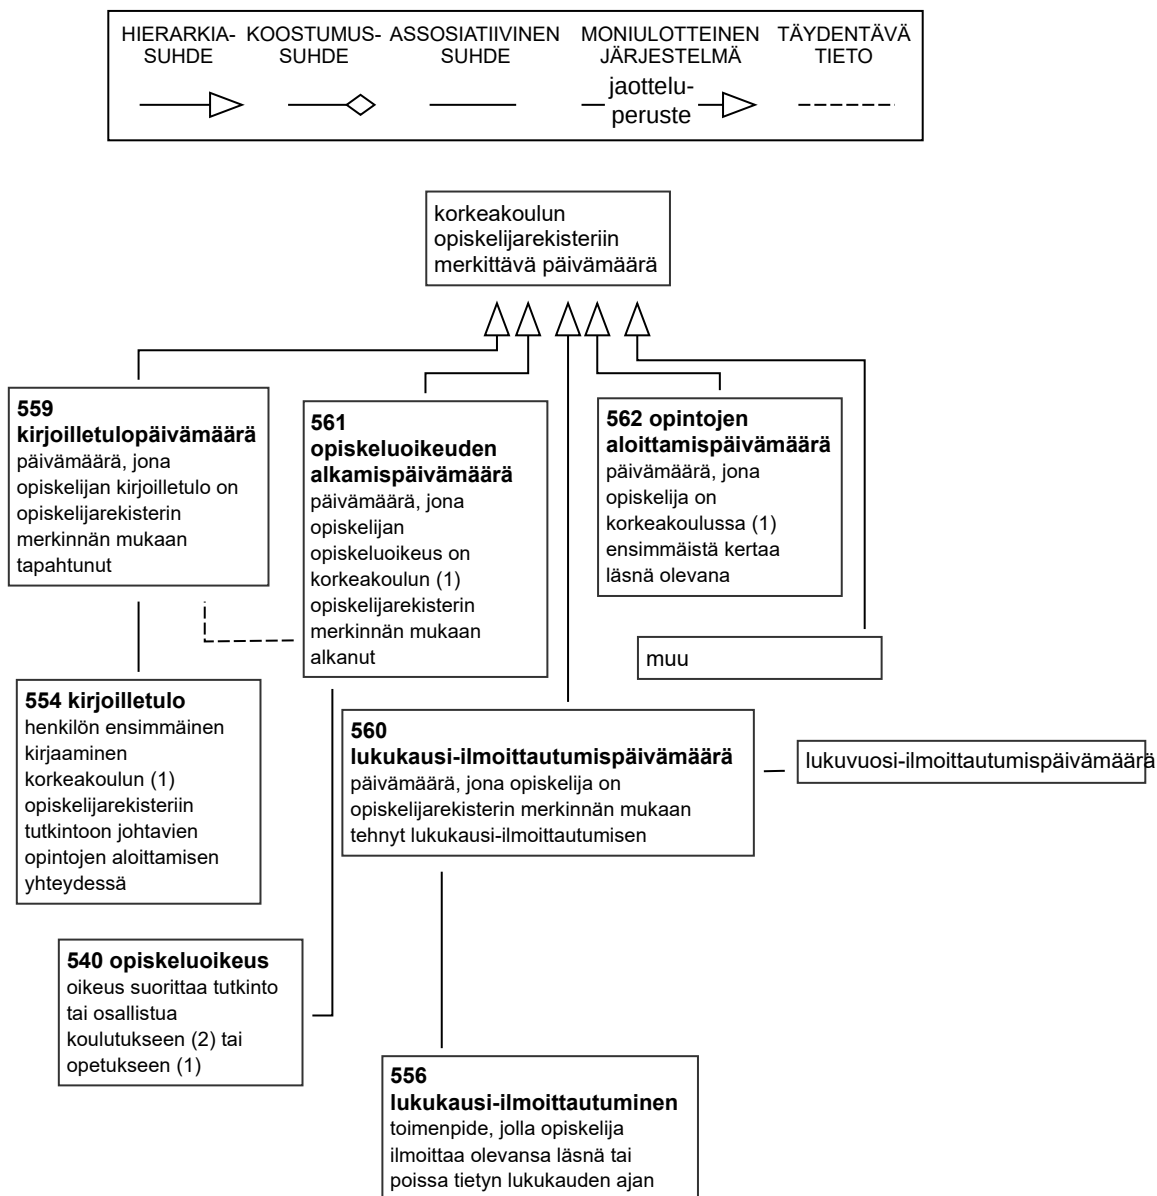 HIERARKIA-
SUHDE
KOOSTUMUS-
SUHDE
ASSOSIATIIVINEN
SUHDE
MONIULOTTEINEN
JÄRJESTELMÄ
jaottelu-
peruste
TÄYDENTÄVÄ
TIETO
korkeakoulun
opiskelijarekisteriin
merkittävä päivämäärä
559
kirjoilletulopäivämäärä
päivämäärä, jona
opiskelijan kirjoilletulo on
opiskelijarekisterin
merkinnän mukaan
tapahtunut
561
opiskeluoikeuden
alkamispäivämäärä
päivämäärä, jona
opiskelijan
opiskeluoikeus on
korkeakoulun (1)
opiskelijarekisterin
merkinnän mukaan
alkanut
562 opintojen
aloittamispäivämäärä
päivämäärä, jona
opiskelija on
korkeakoulussa (1)
ensimmäistä kertaa
läsnä olevana
muu
554 kirjoilletulo
henkilön ensimmäinen
kirjaaminen
korkeakoulun (1)
opiskelijarekisteriin
tutkintoon johtavien
opintojen aloittamisen
yhteydessä
560
lukukausi-ilmoittautumispäivämäärä
päivämäärä, jona opiskelija on
opiskelijarekisterin merkinnän mukaan
tehnyt lukukausi-ilmoittautumisen
lukuvuosi-ilmoittautumispäivämäärä
540 opiskeluoikeus
oikeus suorittaa tutkinto
tai osallistua
koulutukseen (2) tai
opetukseen (1)
556
lukukausi-ilmoittautuminen
toimenpide, jolla opiskelija
ilmoittaa olevansa läsnä tai
poissa tietyn lukukauden ajan